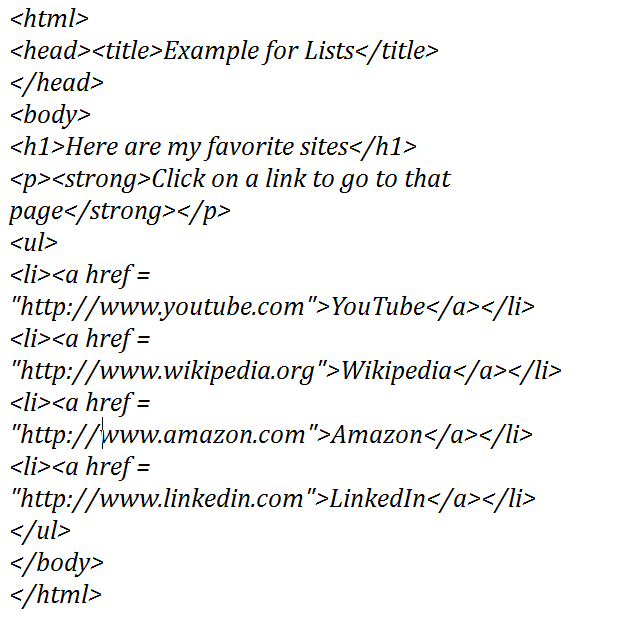 <html>
<head><title>Example for Lists</title>
</head>
<body>
<h1>Here are my favorite sites</h1>
<p><strong>Click on a link to go to that
page</strong></p>
<ul>
<li><a href =
"http://www.youtube.com">YouTube</a></li>
<li><a href =
"http://www.wikipedia.org">Wikipedia</a></li>
<li><a href =
"http://www.amazon.com">Amazon</a></li>
<li><a href =
"http://www.linkedin.com">LinkedIn</a></li>
</ul>
</body>
</html>